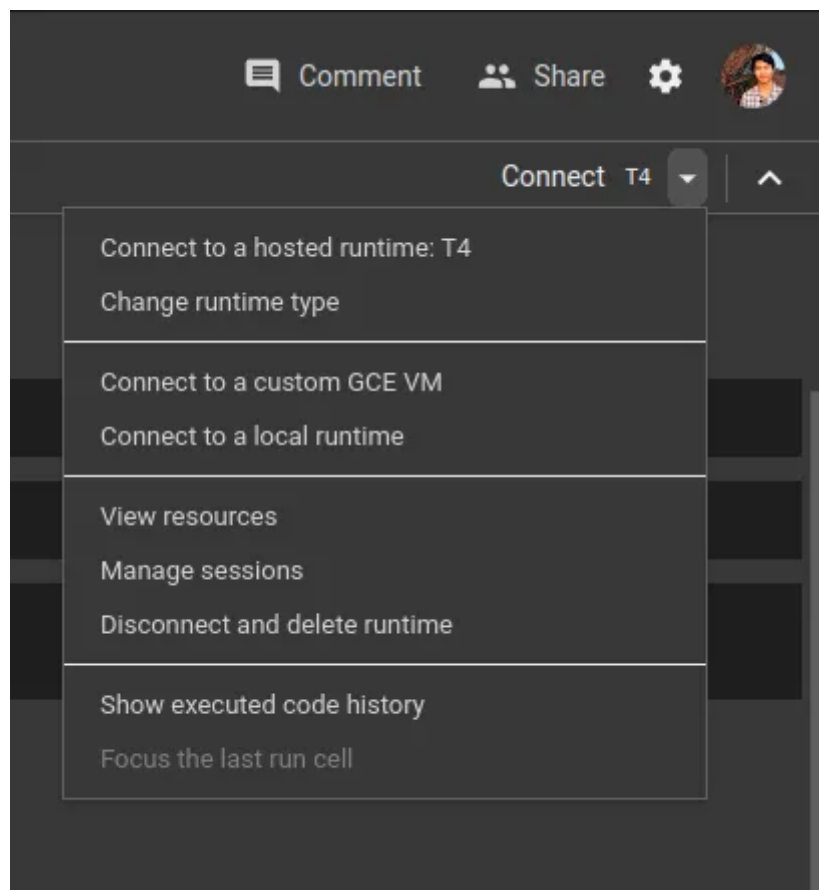 Comment Share
Connect T4
Connect to a hosted runtime: T4
Change runtime type
Connect to a custom GCE VM
Connect to a local runtime
View resources
Manage sessions
Disconnect and delete runtime
Show executed code history
Focus the last run cell